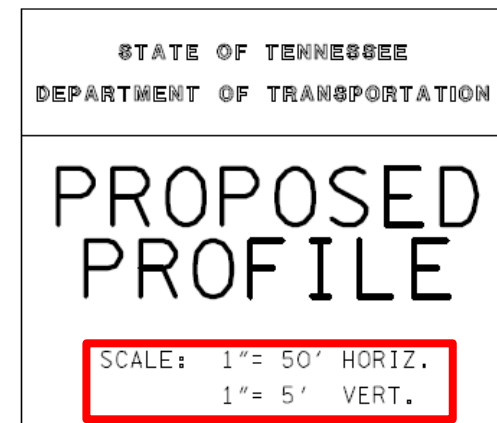 STATE OF TENNESSEE
DEPARTMENT OF TRANSPORTATION
PROPOSED
PROFILE
SCALE: 1"= 50' HORIZ.
1"= 5' VERT.